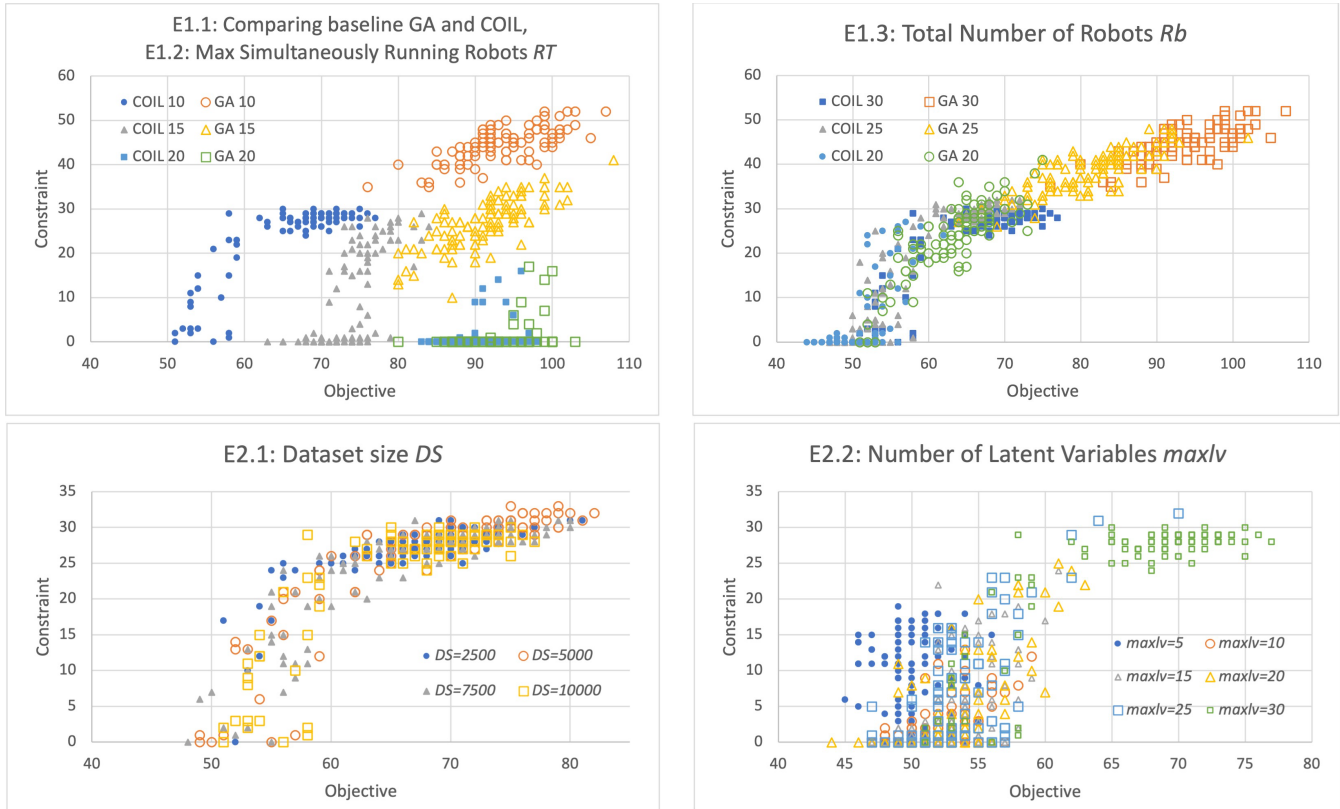 E1.1: Comparing baseline GA and COIL,
E1.2: Max Simultaneously Running Robots RT
60
50
40
30
20
10
0
Constraint
COIL 10 GA 10
COIL 15 GA 15
COIL 20 GA 20
40 50 60 70 80 90 100 110
Objective
E1.3: Total Number of Robots Rb
60
50
40
30
20
10
0
Constraint
COIL 30 GA 30
COIL 25 GA 25
COIL 20 GA 20
40 50 60 70 80 90 100 110
Objective
E2.1: Dataset size DS
35
30
25
20
15
10
5
0
Constraint
DS=2500 DS=5000
DS=7500 DS=10000
40 50 60 70 80
Objective
E2.2: Number of Latent Variables maxlv
35
30
25
20
15
10
5
0
Constraint
maxlv=5 maxlv=10
maxlv=15 maxlv=20
maxlv=25 maxlv=30
40 45 50 55 60 65 70 75 80
Objective